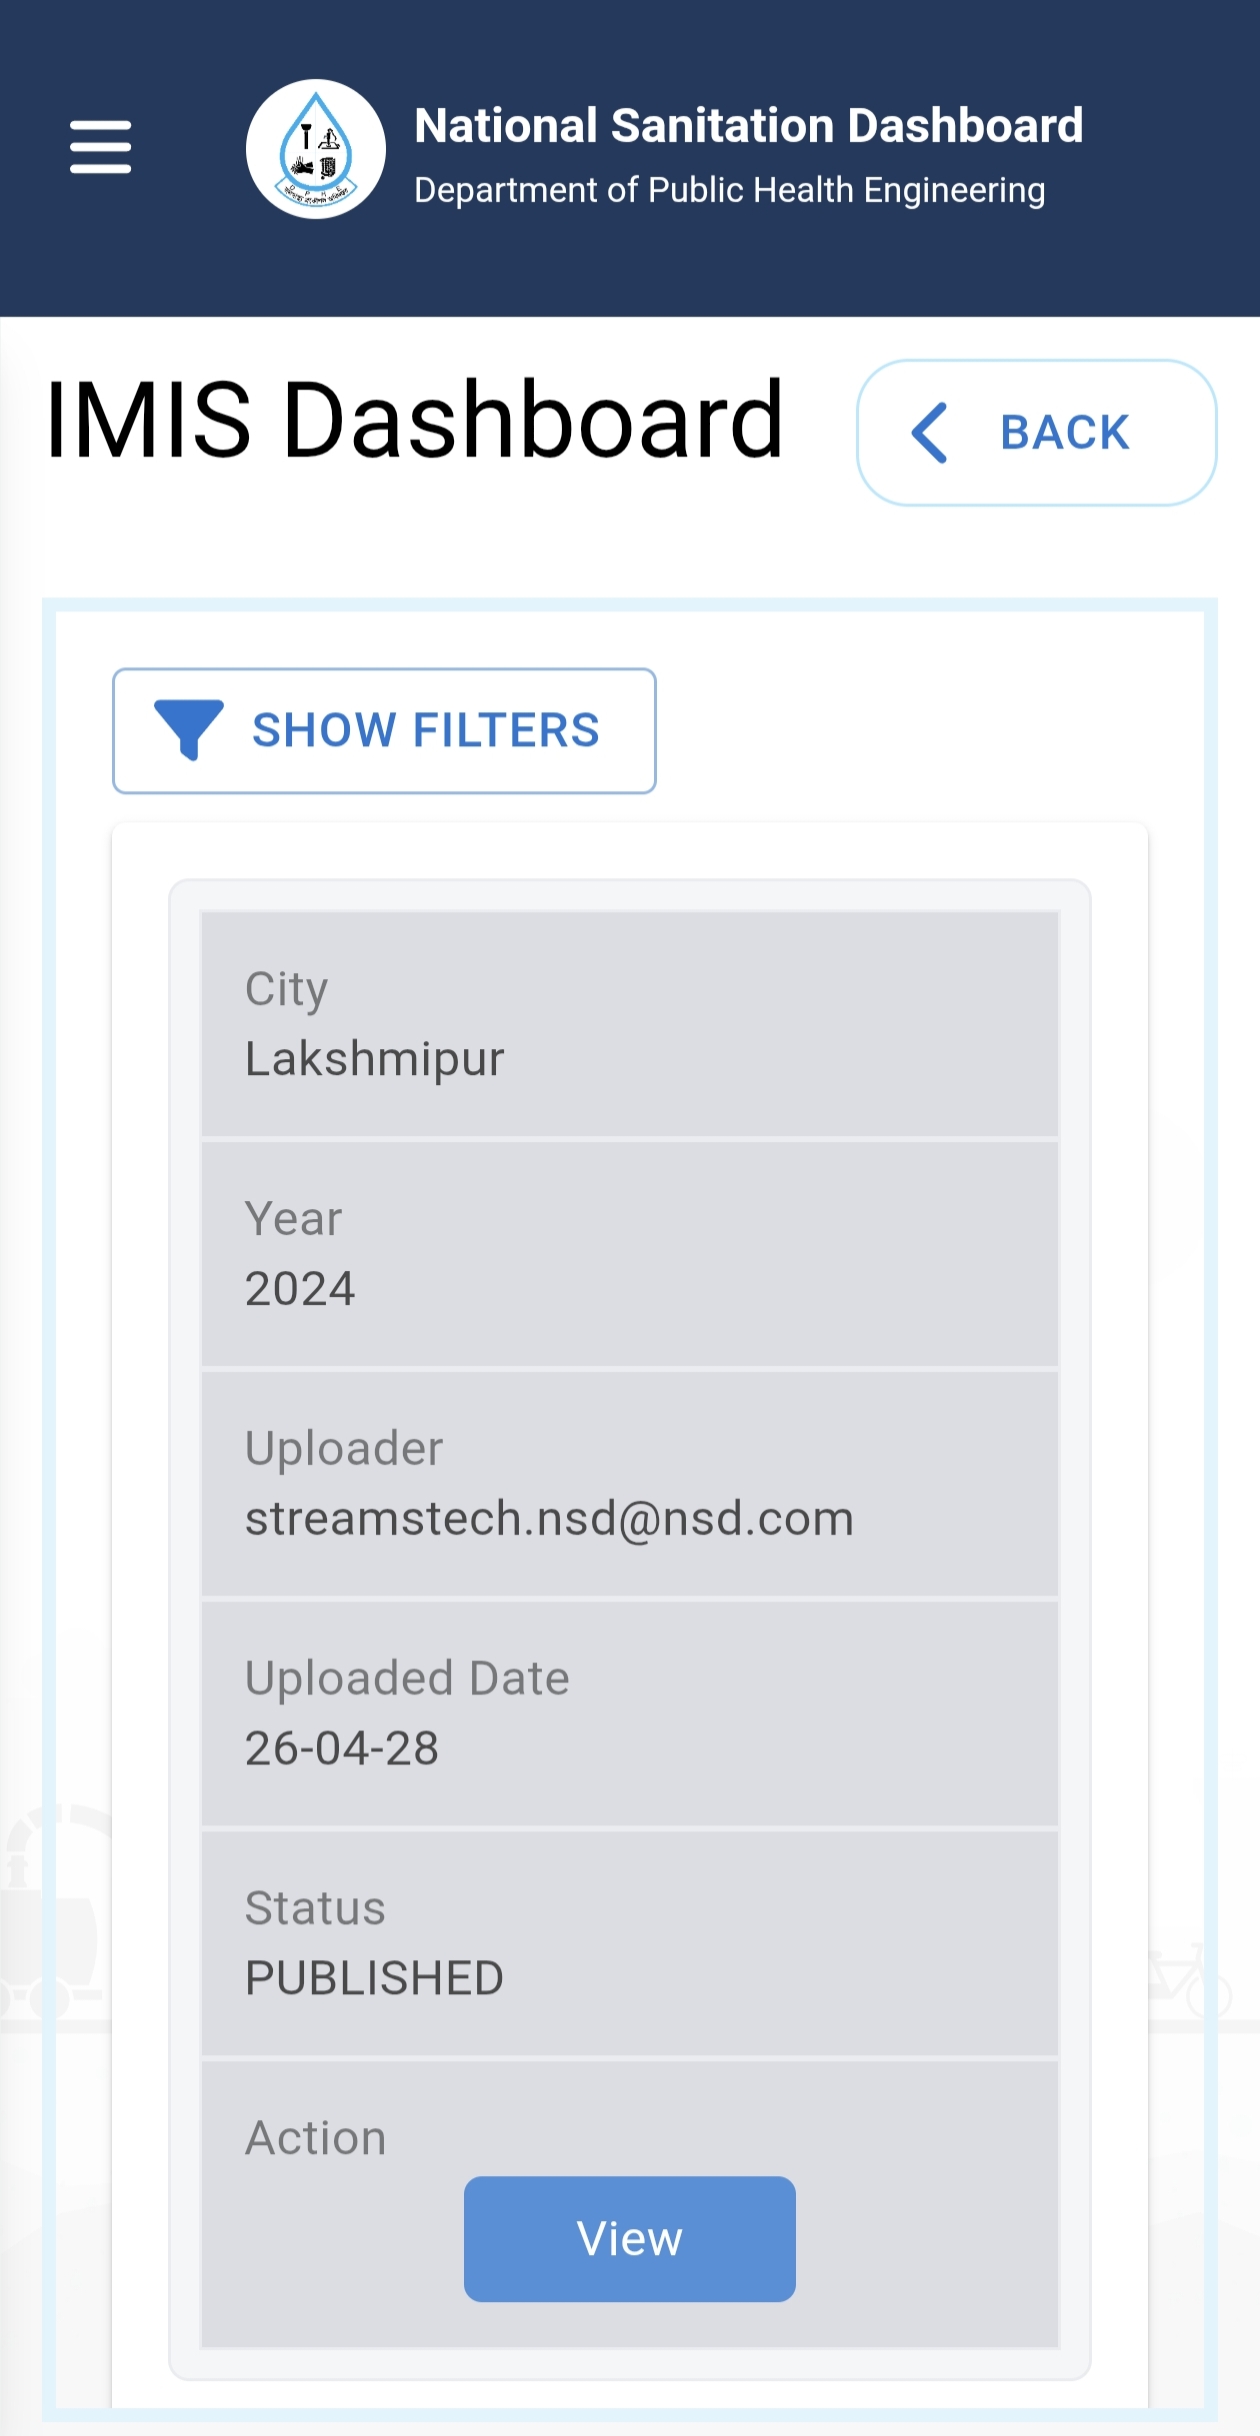 National Sanitation Dashboard
Department of Public Health Engineering
IMIS Dashboard
BACK
SHOW FILTERS
City
Lakshmipur
Year
2024
Uploader
streamstech.nsd@nsd.com
Uploaded Date
26-04-28
Status
PUBLISHED
Action
View